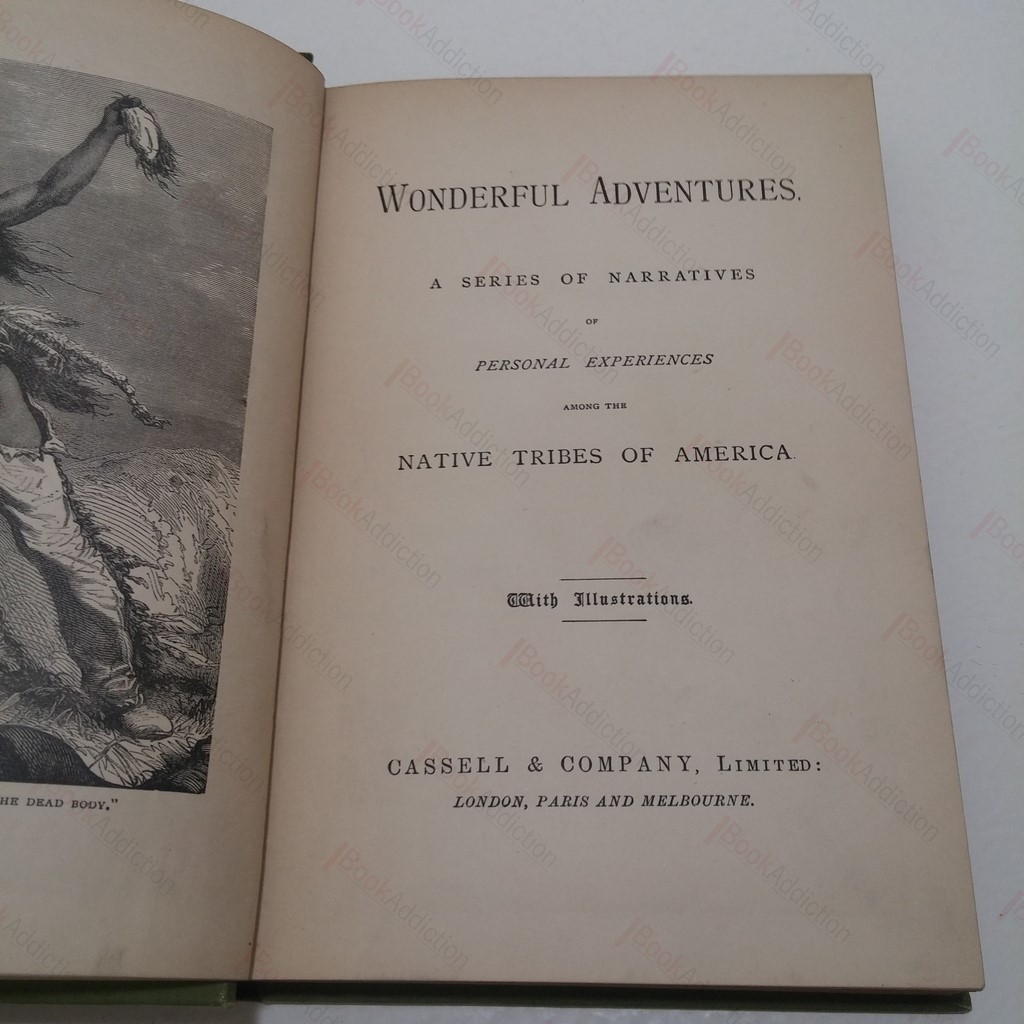 HE DEAD BODY."
WONDERFUL ADVENTURES.
A SERIES OF NARRATIVES
OF
PERSONAL EXPERIENCES
AMONG THE
NATIVE TRIBES OF AMERICA.
With Illustrations.
CASSELL & COMPANY, LIMITED:
LONDON, PARIS AND MELBOURNE.
BookAddiction